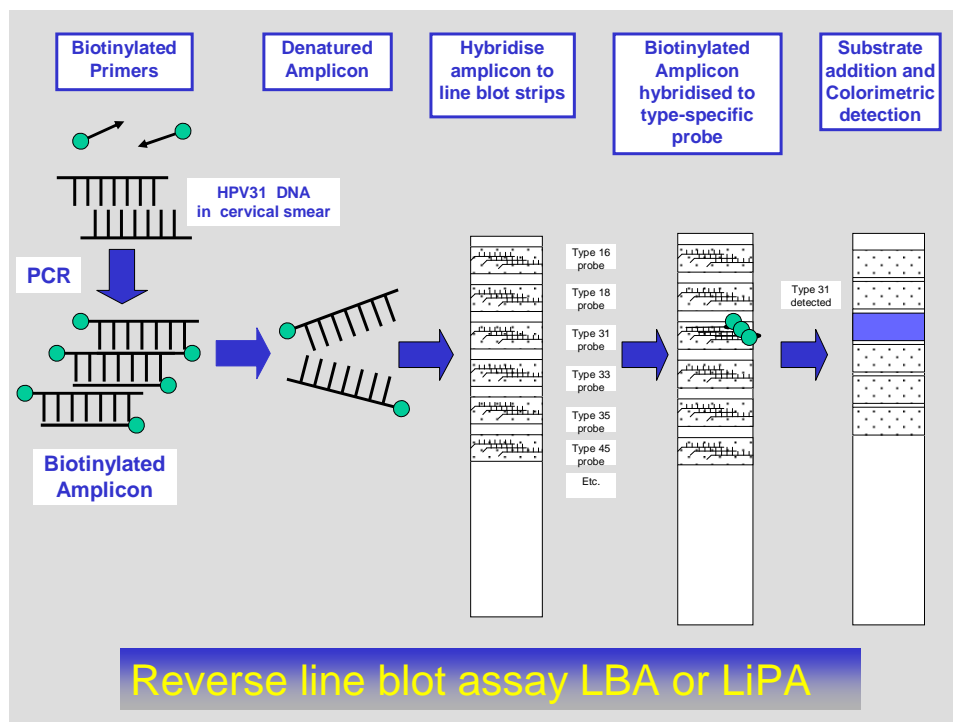 Biotinylated
Primers
Denatured
Amplicon
Hybridise
amplicon to
line blot strips
Biotinylated
Amplicon
hybridised to
type-specific
probe
Substrate
addition and
Colorimetric
detection
HPV31 DNA
in cervical smear
PCR
Biotinylated
Amplicon
Type 16
probe
Type 18
probe
Type 31
probe
Type 33
probe
Type 35
probe
Type 45
probe
Etc.
Type 31
detected
Reverse line blot assay LBA or LiPA